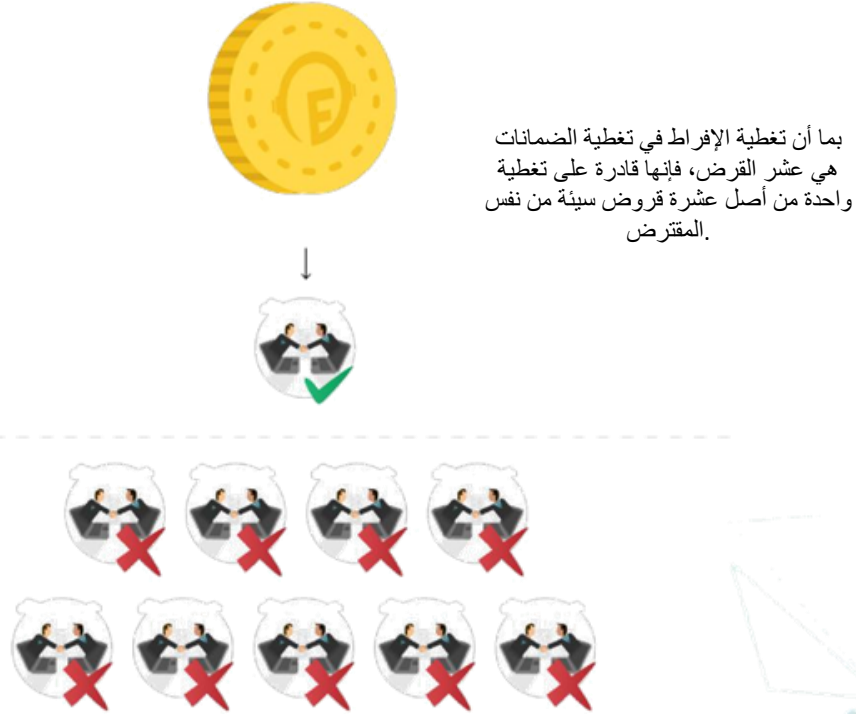 بما أن تغطية الإفراط في تغطية الضمانات
هي عشر القرض، فإنها قادرة على تغطية
واحدة من أصل عشرة قروض سيئة من نفس
.المقترض
E